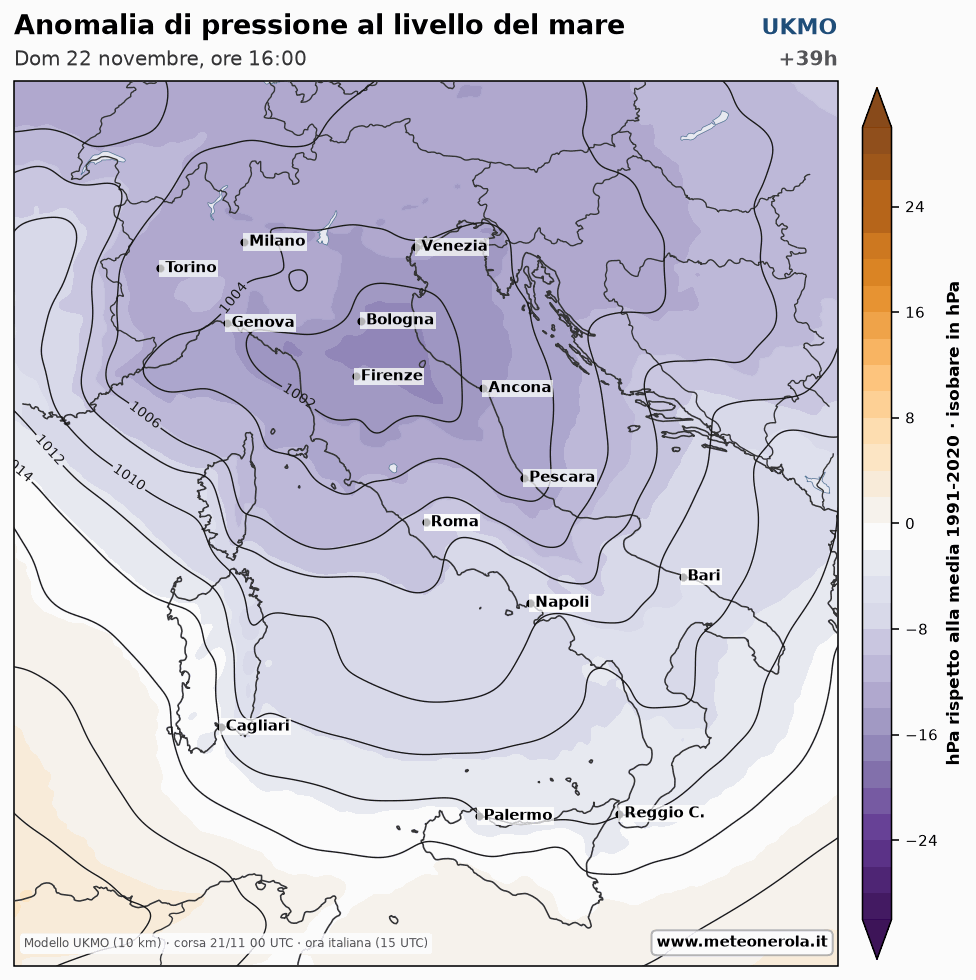 Anomalia di pressione al livello del mare
UKMO
Dom 22 novembre, ore 16:00
+39h
Milano
Venezia
Torino
1004
Genova
Bologna
Firenze
Ancona
1002
1006
1012
1010
014
Pescara
Roma
Bari
Napoli
Cagliari
Palermo
Reggio C.
24
16
8
0
−8
−16
−24
hPa rispetto alla media 1991-2020 · isobare in hPa
Modello UKMO (10 km) · corsa 21/11 00 UTC · ora italiana (15 UTC)
www.meteonerola.it